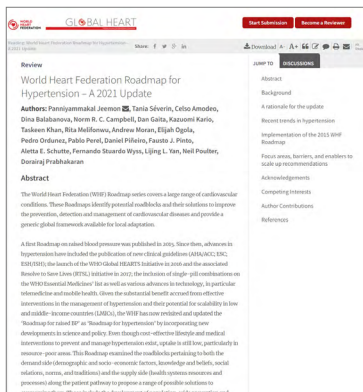 WORLD HEART FEDERATION
GLOBAL HEART
Start Submission
Become a Reviewer
Share:
Download A- A+
JUMP TO
DISCUSSIONS
Abstract
Background
A rationale for the update
Recent trends in hypertension
Implementation of the 2015 WHF
Roadmap
Focus areas, barriers, and enablers to
scale up recommendations
Acknowledgements
Competing Interests
Author Contributions
References
Review
World Heart Federation Roadmap for
Hypertension – A 2021 Update
Authors: Panniyammakal Jeemon, Tania Séverin, Celso Amodeo,
Dina Balabanova, Norm R. C. Campbell, Dan Gaita, Kazuomi Kario,
Taskeen Khan, Rita Melifonwu, Andrew Moran, Elijah Ogola,
Pedro Ordunez, Pablo Perel, Daniel Piñeiro, Fausto J. Pinto,
Aletta E. Schutte, Fernando Stuardo Wyss, Lijing L. Yan, Neil Poulter,
Dorairaj Prabhakaran
Abstract
The World Heart Federation (WHF) Roadmap series covers a large range of cardiovascular
conditions. These Roadmaps identify potential roadblocks and their solutions to improve
the prevention, detection and management of cardiovascular diseases and provide a
generic global framework available for local adaptation.
A first Roadmap on raised blood pressure was published in 2015. Since then, advances in
hypertension have included the publication of new clinical guidelines (AHA/ACC; ESC;
ESH/ISH); the launch of the WHO Global HEARTS Initiative in 2016 and the associated
Resolve to Save Lives (RTSL) initiative in 2017; the inclusion of single-pill combinations on
the WHO Essential Medicines' list as well as various advances in technology, in particular
telemedicine and mobile health. Given the substantial benefit accrued from effective
interventions in the management of hypertension and their potential for scalability in low
and middle-income countries (LMICs), the WHF has now revisited and updated the
'Roadmap for raised BP' as 'Roadmap for hypertension' by incorporating new
developments in science and policy. Even though cost-effective lifestyle and medical
interventions to prevent and manage hypertension exist, uptake is still low, particularly in
resource-poor areas. This Roadmap examined the roadblocks pertaining to both the
demand side (demographic and socio-economic factors, knowledge and beliefs, social
relations, norms, and traditions) and the supply side (health systems resources and
processes) along the patient pathway to propose a range of possible solutions to